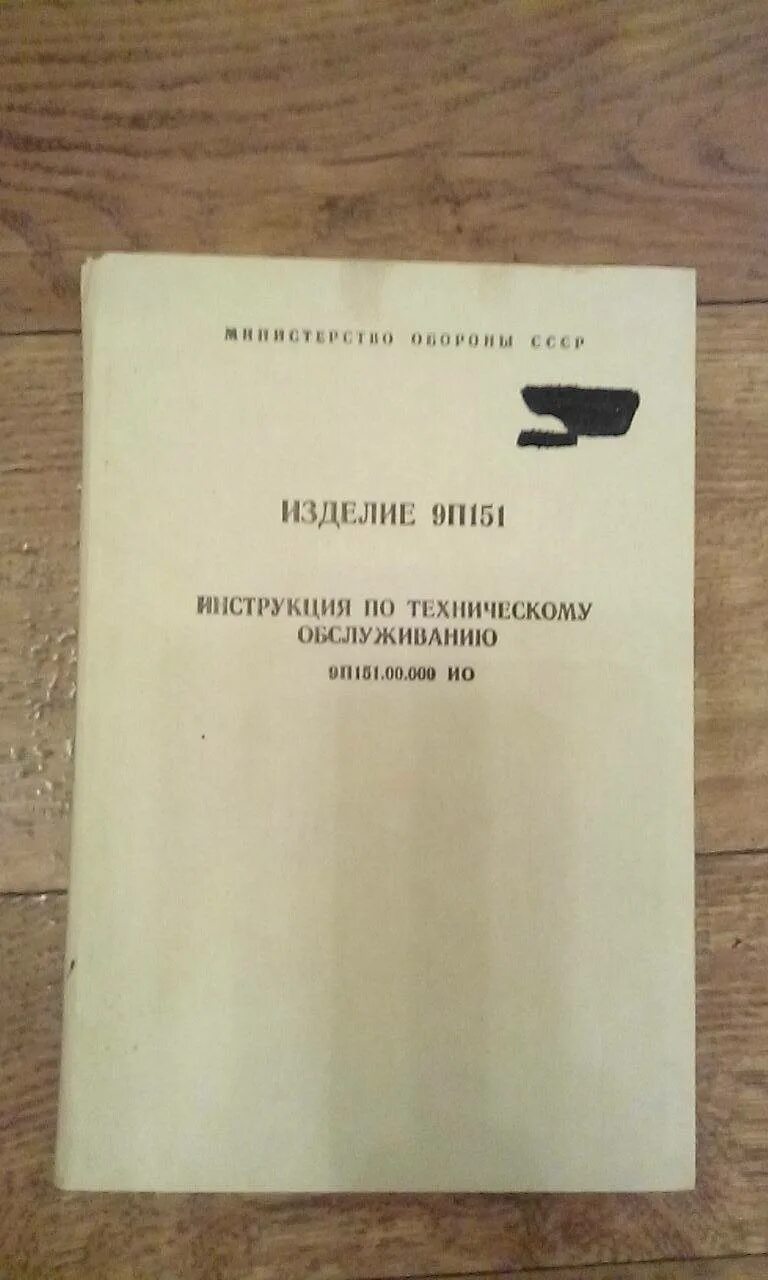 МИНИСТЕРСТВО ОБОРОНЫ СССР
ИЗДЕЛИЕ 9П151
ИНСТРУКЦИЯ ПО ТЕХНИЧЕСКОМУ
ОБСЛУЖИВАНИЮ
9П151.00.000 ИО